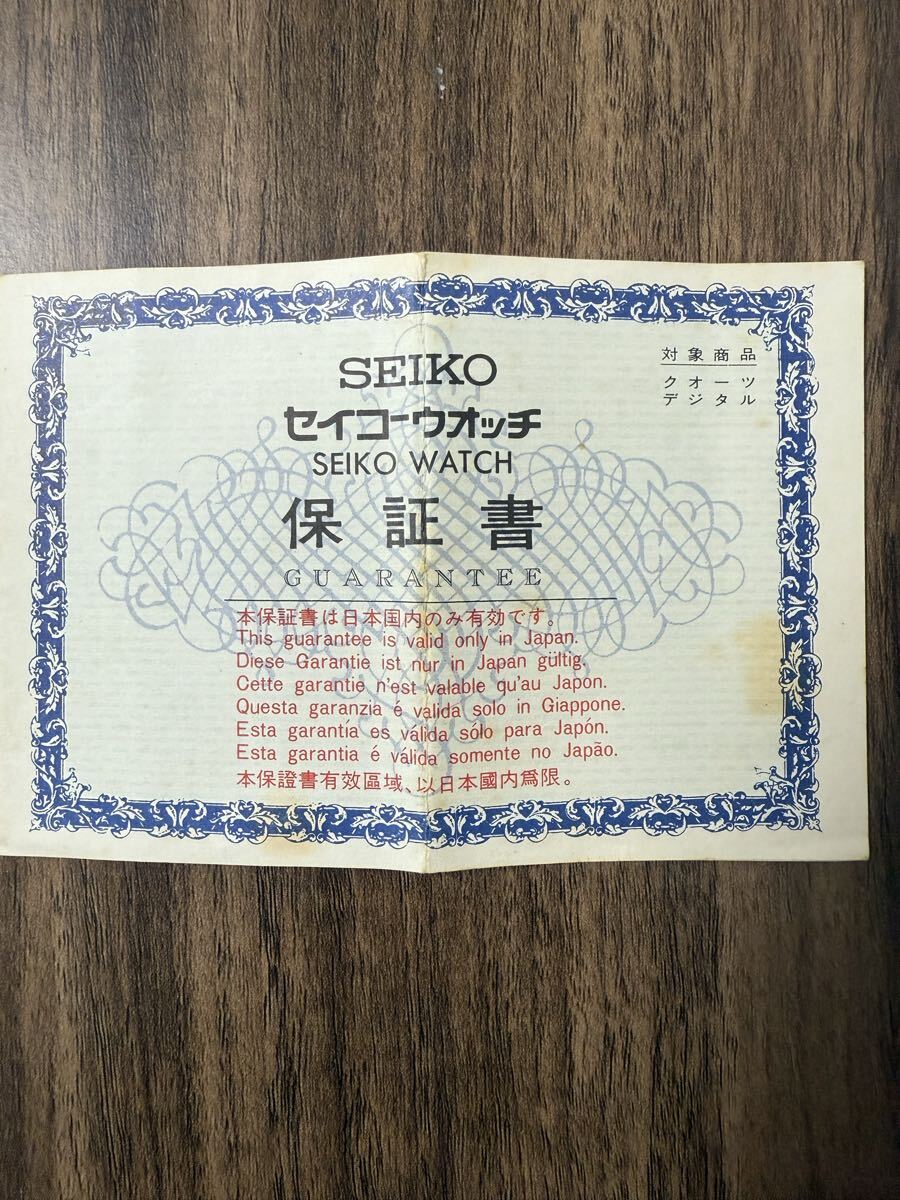 SEIKO
セイコーウオッチ
SEIKO WATCH
保証書
GUARANTEE
対象商品
クオーツ
デジタル
本保証書は日本国内のみ有効です。
This guarantee is valid only in Japan.
Diese Garantie ist nur in Japan gültig.
Cette garantie n'est valable qu'au Japon.
Questa garanzia é valida solo in Giappone.
Esta garantía es válida sólo para Japón.
Esta garantia é válida somente no Japão.
本保證書有效區域、以日本國内爲限。